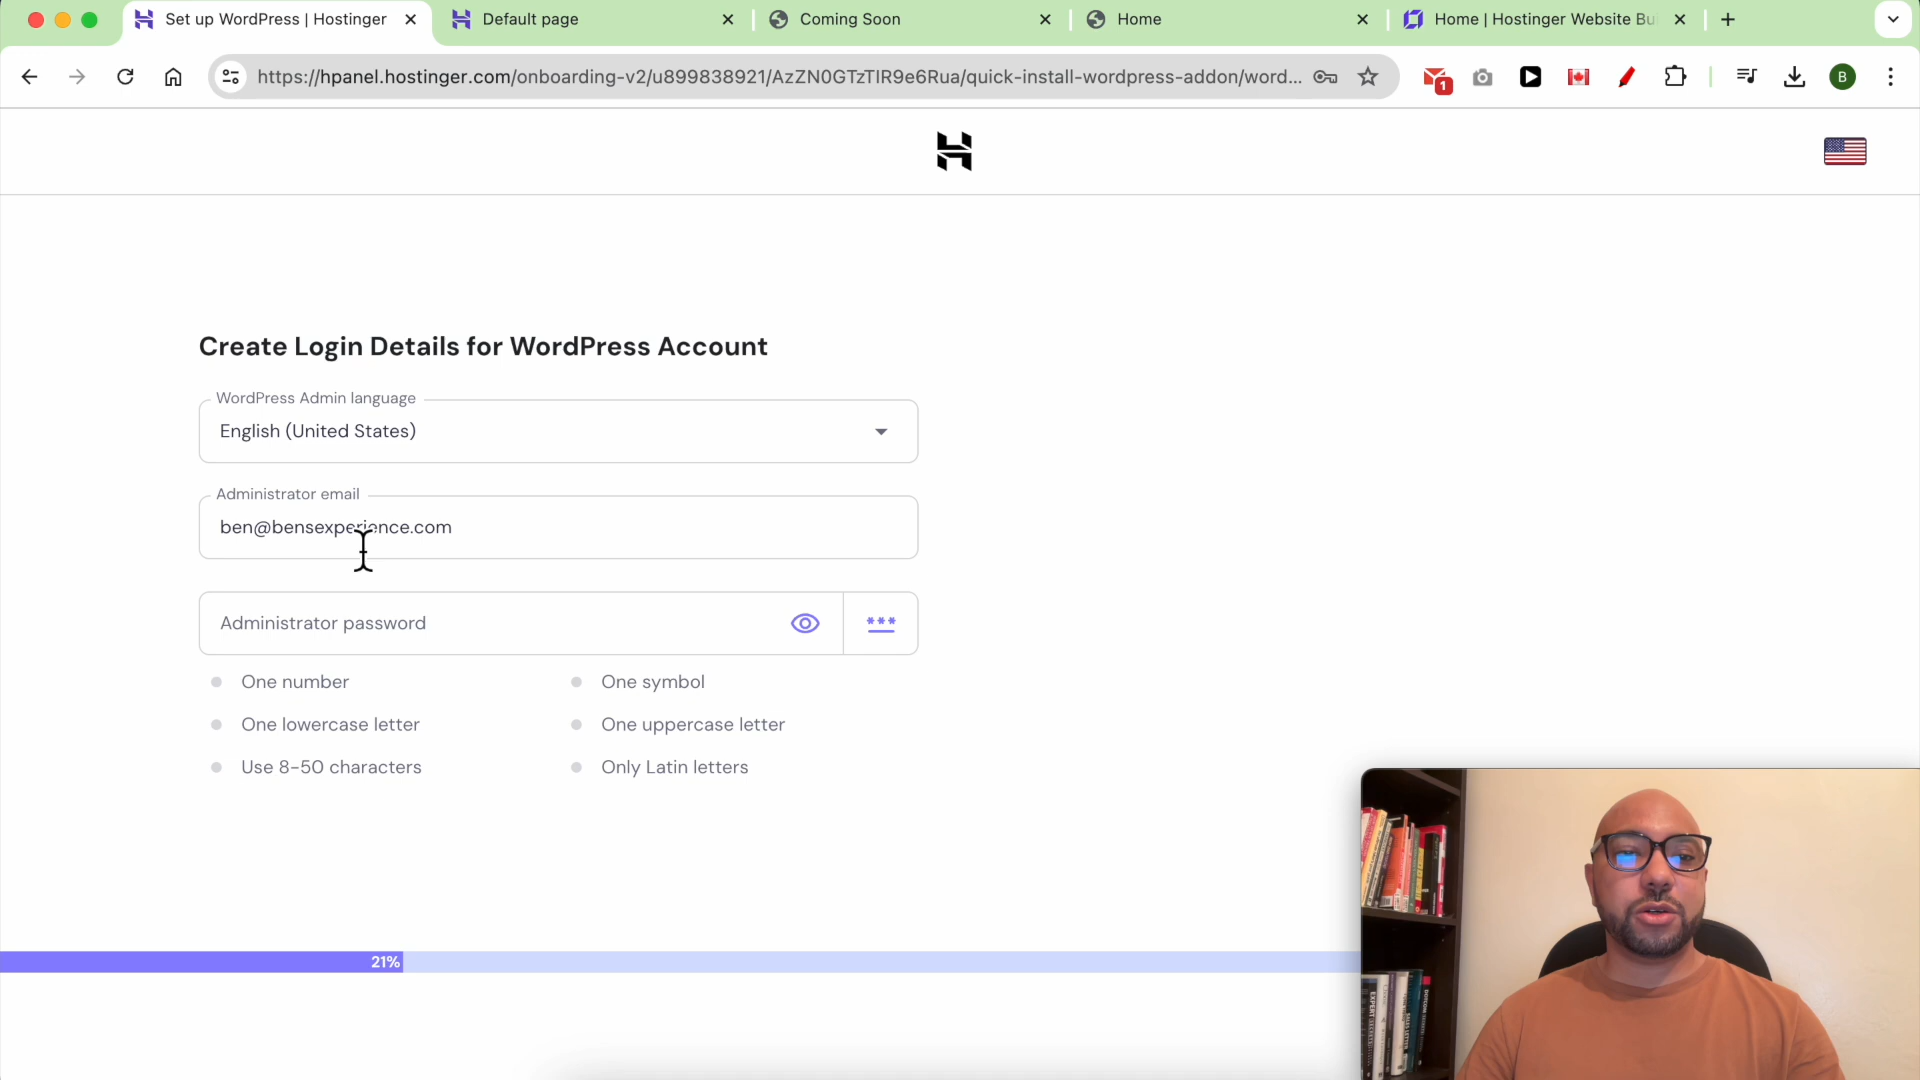 Set up WordPress | Hostinger
Default page
Coming Soon
Home
Home | Hostinger Website Bu
https://hpanel.hostinger.com/onboarding-v2/u899838921/AzZN0GTzTIR9e6Rua/quick-install-wordpress-addon/word...
1
B
Create Login Details for WordPress Account
WordPress Admin language
English (United States)
Administrator email
ben@bensexperience.com
Administrator password
***
One number
One symbol
One lowercase letter
One uppercase letter
Use 8-50 characters
Only Latin letters
21%